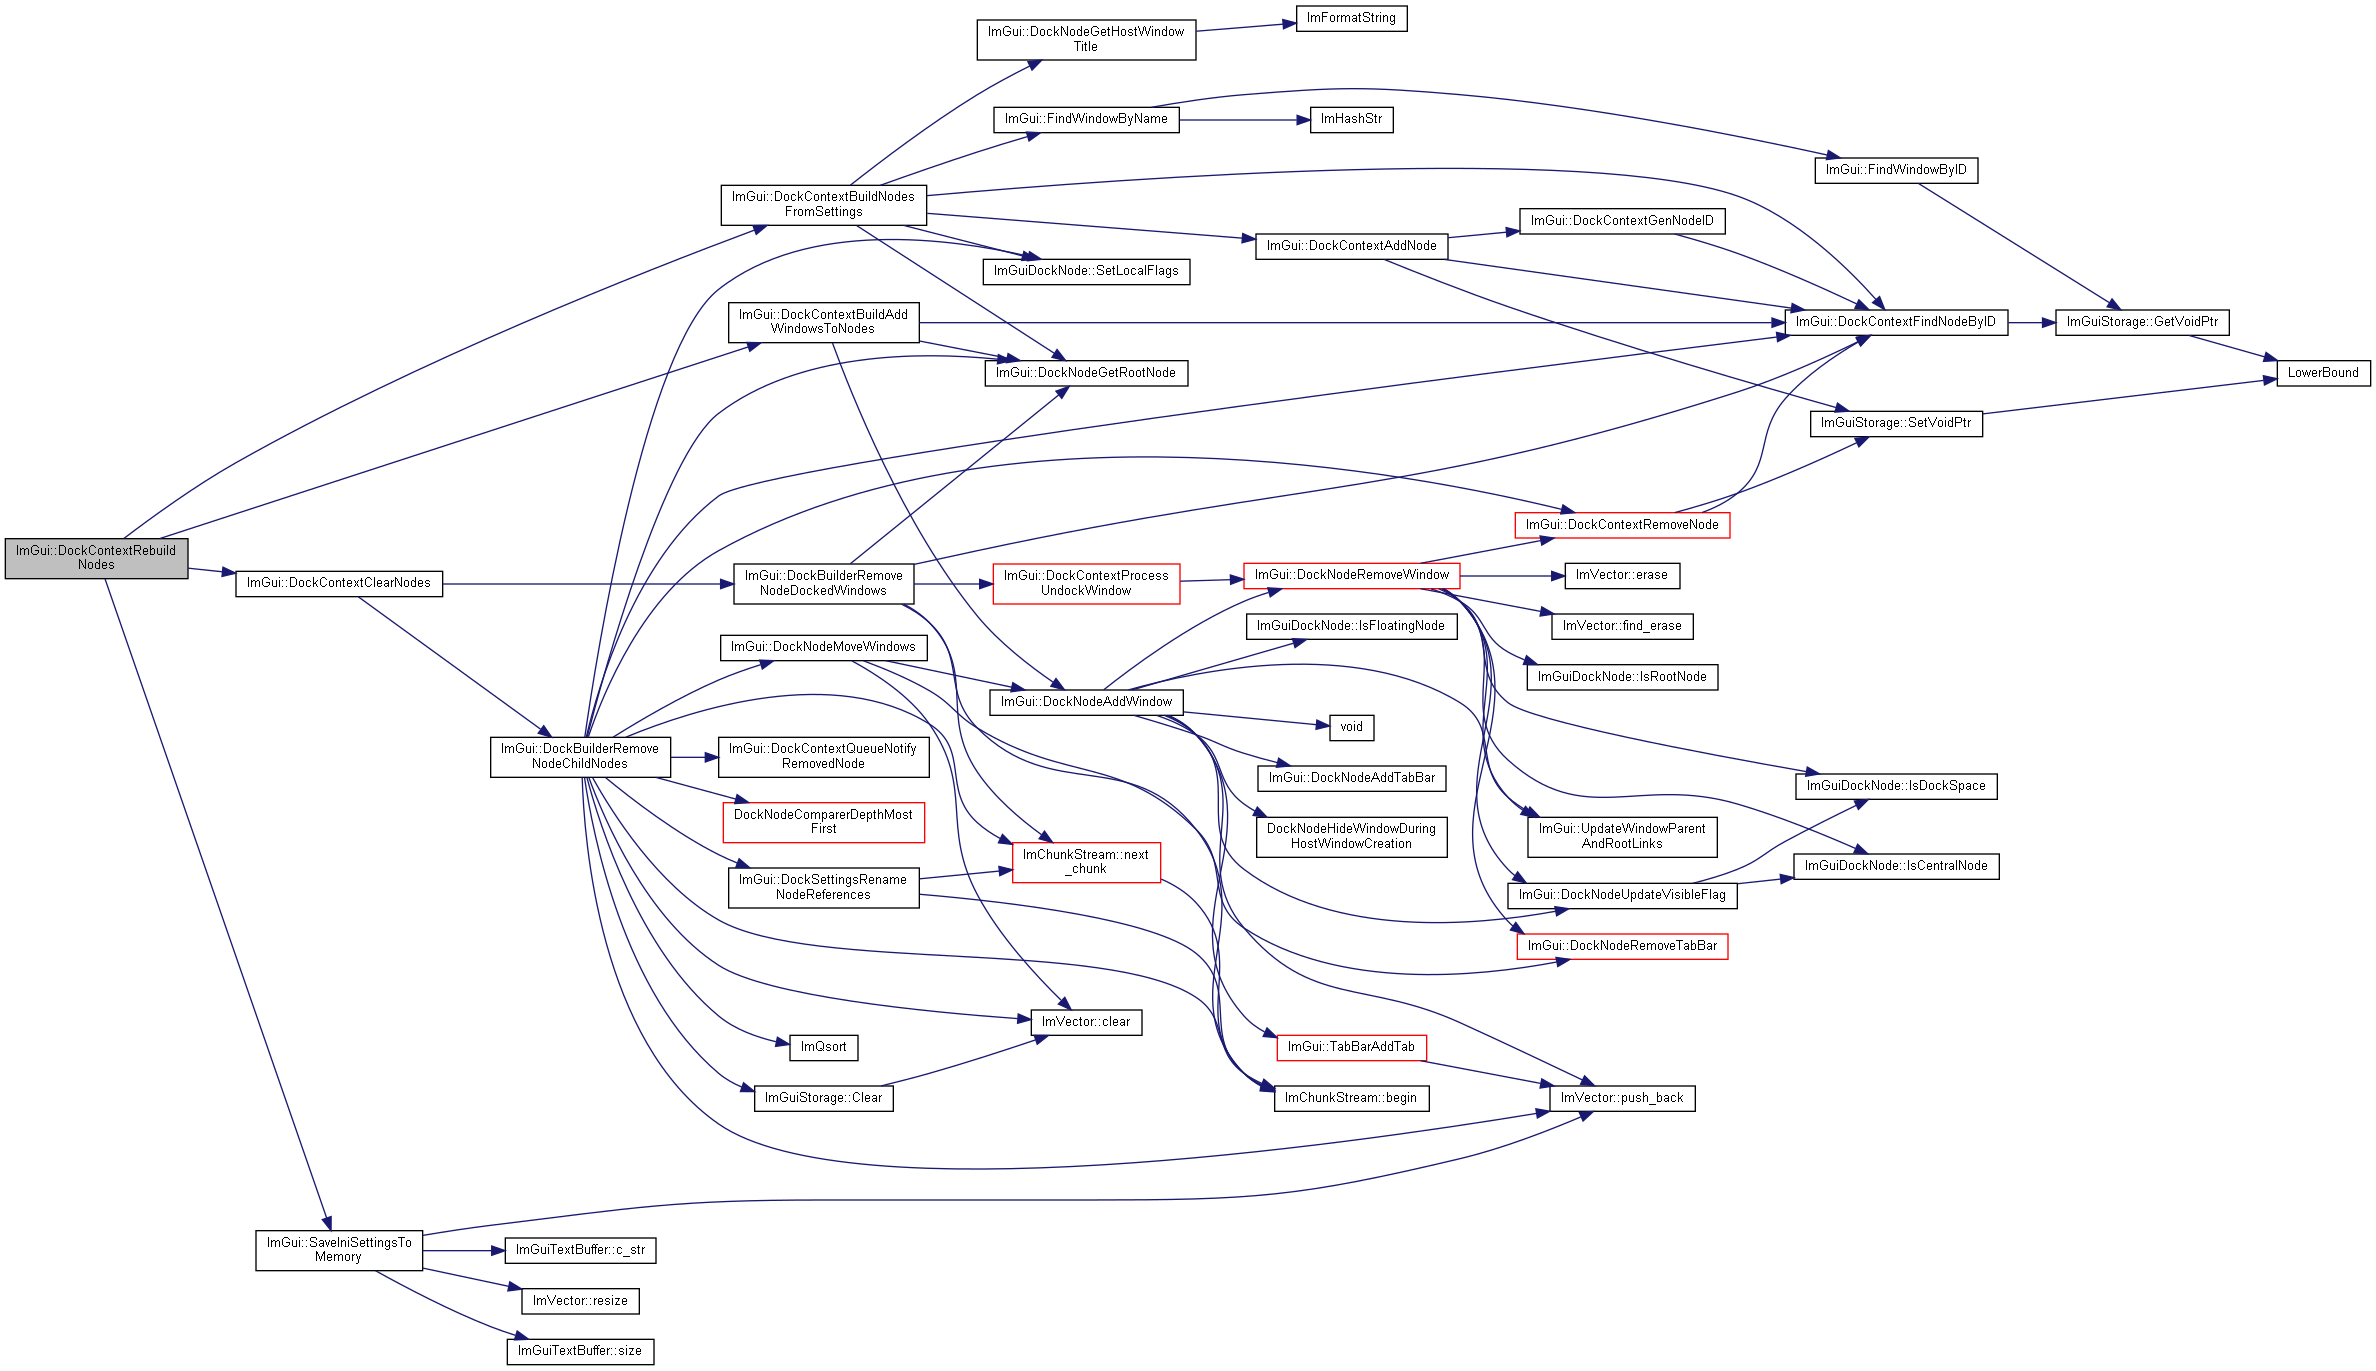 ImFormatString
ImGui::DockNodeGetHostWindow
Title
ImGui::FindWindowByName
ImHashStr
ImGui::FindWindowByID
ImGui::DockContextBuildNodes
FromSettings
ImGui::DockContextGenNodeID
ImGui::DockContextAddNode
ImGuiDockNode::SetLocalFlags
ImGui::DockContextBuildAdd
WindowsToNodes
ImGui::DockContextFindNodeByID
ImGuiStorage::GetVoidPtr
ImGui::DockNodeGetRootNode
LowerBound
ImGuiStorage::SetVoidPtr
ImGui::DockContextRemoveNode
ImGui::DockContextRebuild
Nodes
ImGui::DockContextClearNodes
ImGui::DockBuilderRemove
NodeDockedWindows
ImGui::DockContextProcess
UndockWindow
ImGui::DockNodeRemoveWindow
ImVector::erase
ImGuiDockNode::IsFloatingNode
ImVector::find_erase
ImGui::DockNodeMoveWindows
ImGuiDockNode::IsRootNode
ImGui::DockNodeAddWindow
void
ImGui::DockBuilderRemove
NodeChildNodes
ImGui::DockContextQueueNotify
RemovedNode
ImGui::DockNodeAddTabBar
ImGuiDockNode::IsDockSpace
DockNodeComparerDepthMost
First
DockNodeHideWindowDuring
HostWindowCreation
ImGui::UpdateWindowParent
AndRootLinks
ImChunkStream::next
_chunk
ImGuiDockNode::IsCentralNode
ImGui::DockSettingsRename
NodeReferences
ImGui::DockNodeUpdateVisibleFlag
ImGui::DockNodeRemoveTabBar
ImVector::clear
ImQsort
ImGui::TabBarAddTab
ImGuiStorage::Clear
ImChunkStream::begin
ImVector::push_back
ImGui::SaveIniSettingsTo
Memory
ImGuiTextBuffer::c_str
ImVector::resize
ImGuiTextBuffer::size